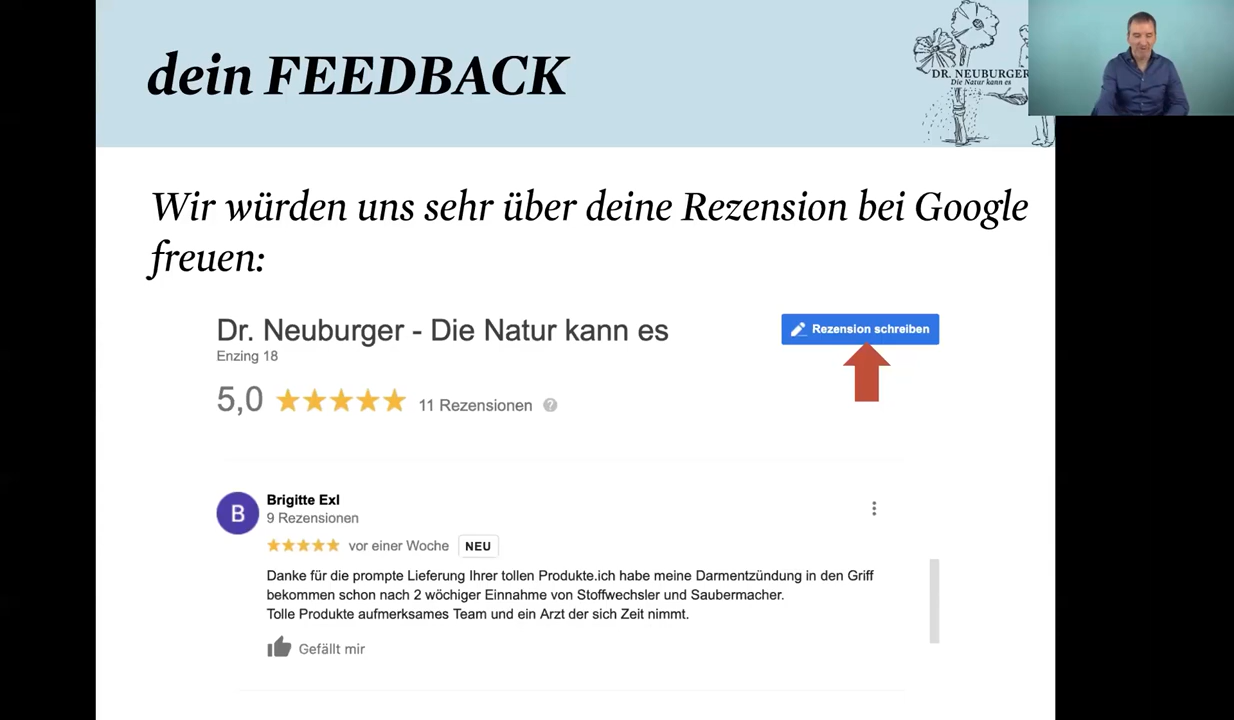 dein FEEDBACK
DR. NEUBURGER
Die Natur kann es
Wir würden uns sehr über deine Rezension bei Google
freuen:
Dr. Neuburger - Die Natur kann es
Rezension schreiben
Enzing 18
5,0
11 Rezensionen
?
B
Brigitte Exl
9 Rezensionen
vor einer Woche
NEU
Danke für die prompte Lieferung Ihrer tollen Produkte.ich habe meine Darmentzündung in den Griff
bekommen schon nach 2 wöchiger Einnahme von Stoffwechsler und Saubermacher.
Tolle Produkte aufmerksames Team und ein Arzt der sich Zeit nimmt.
Gefällt mir